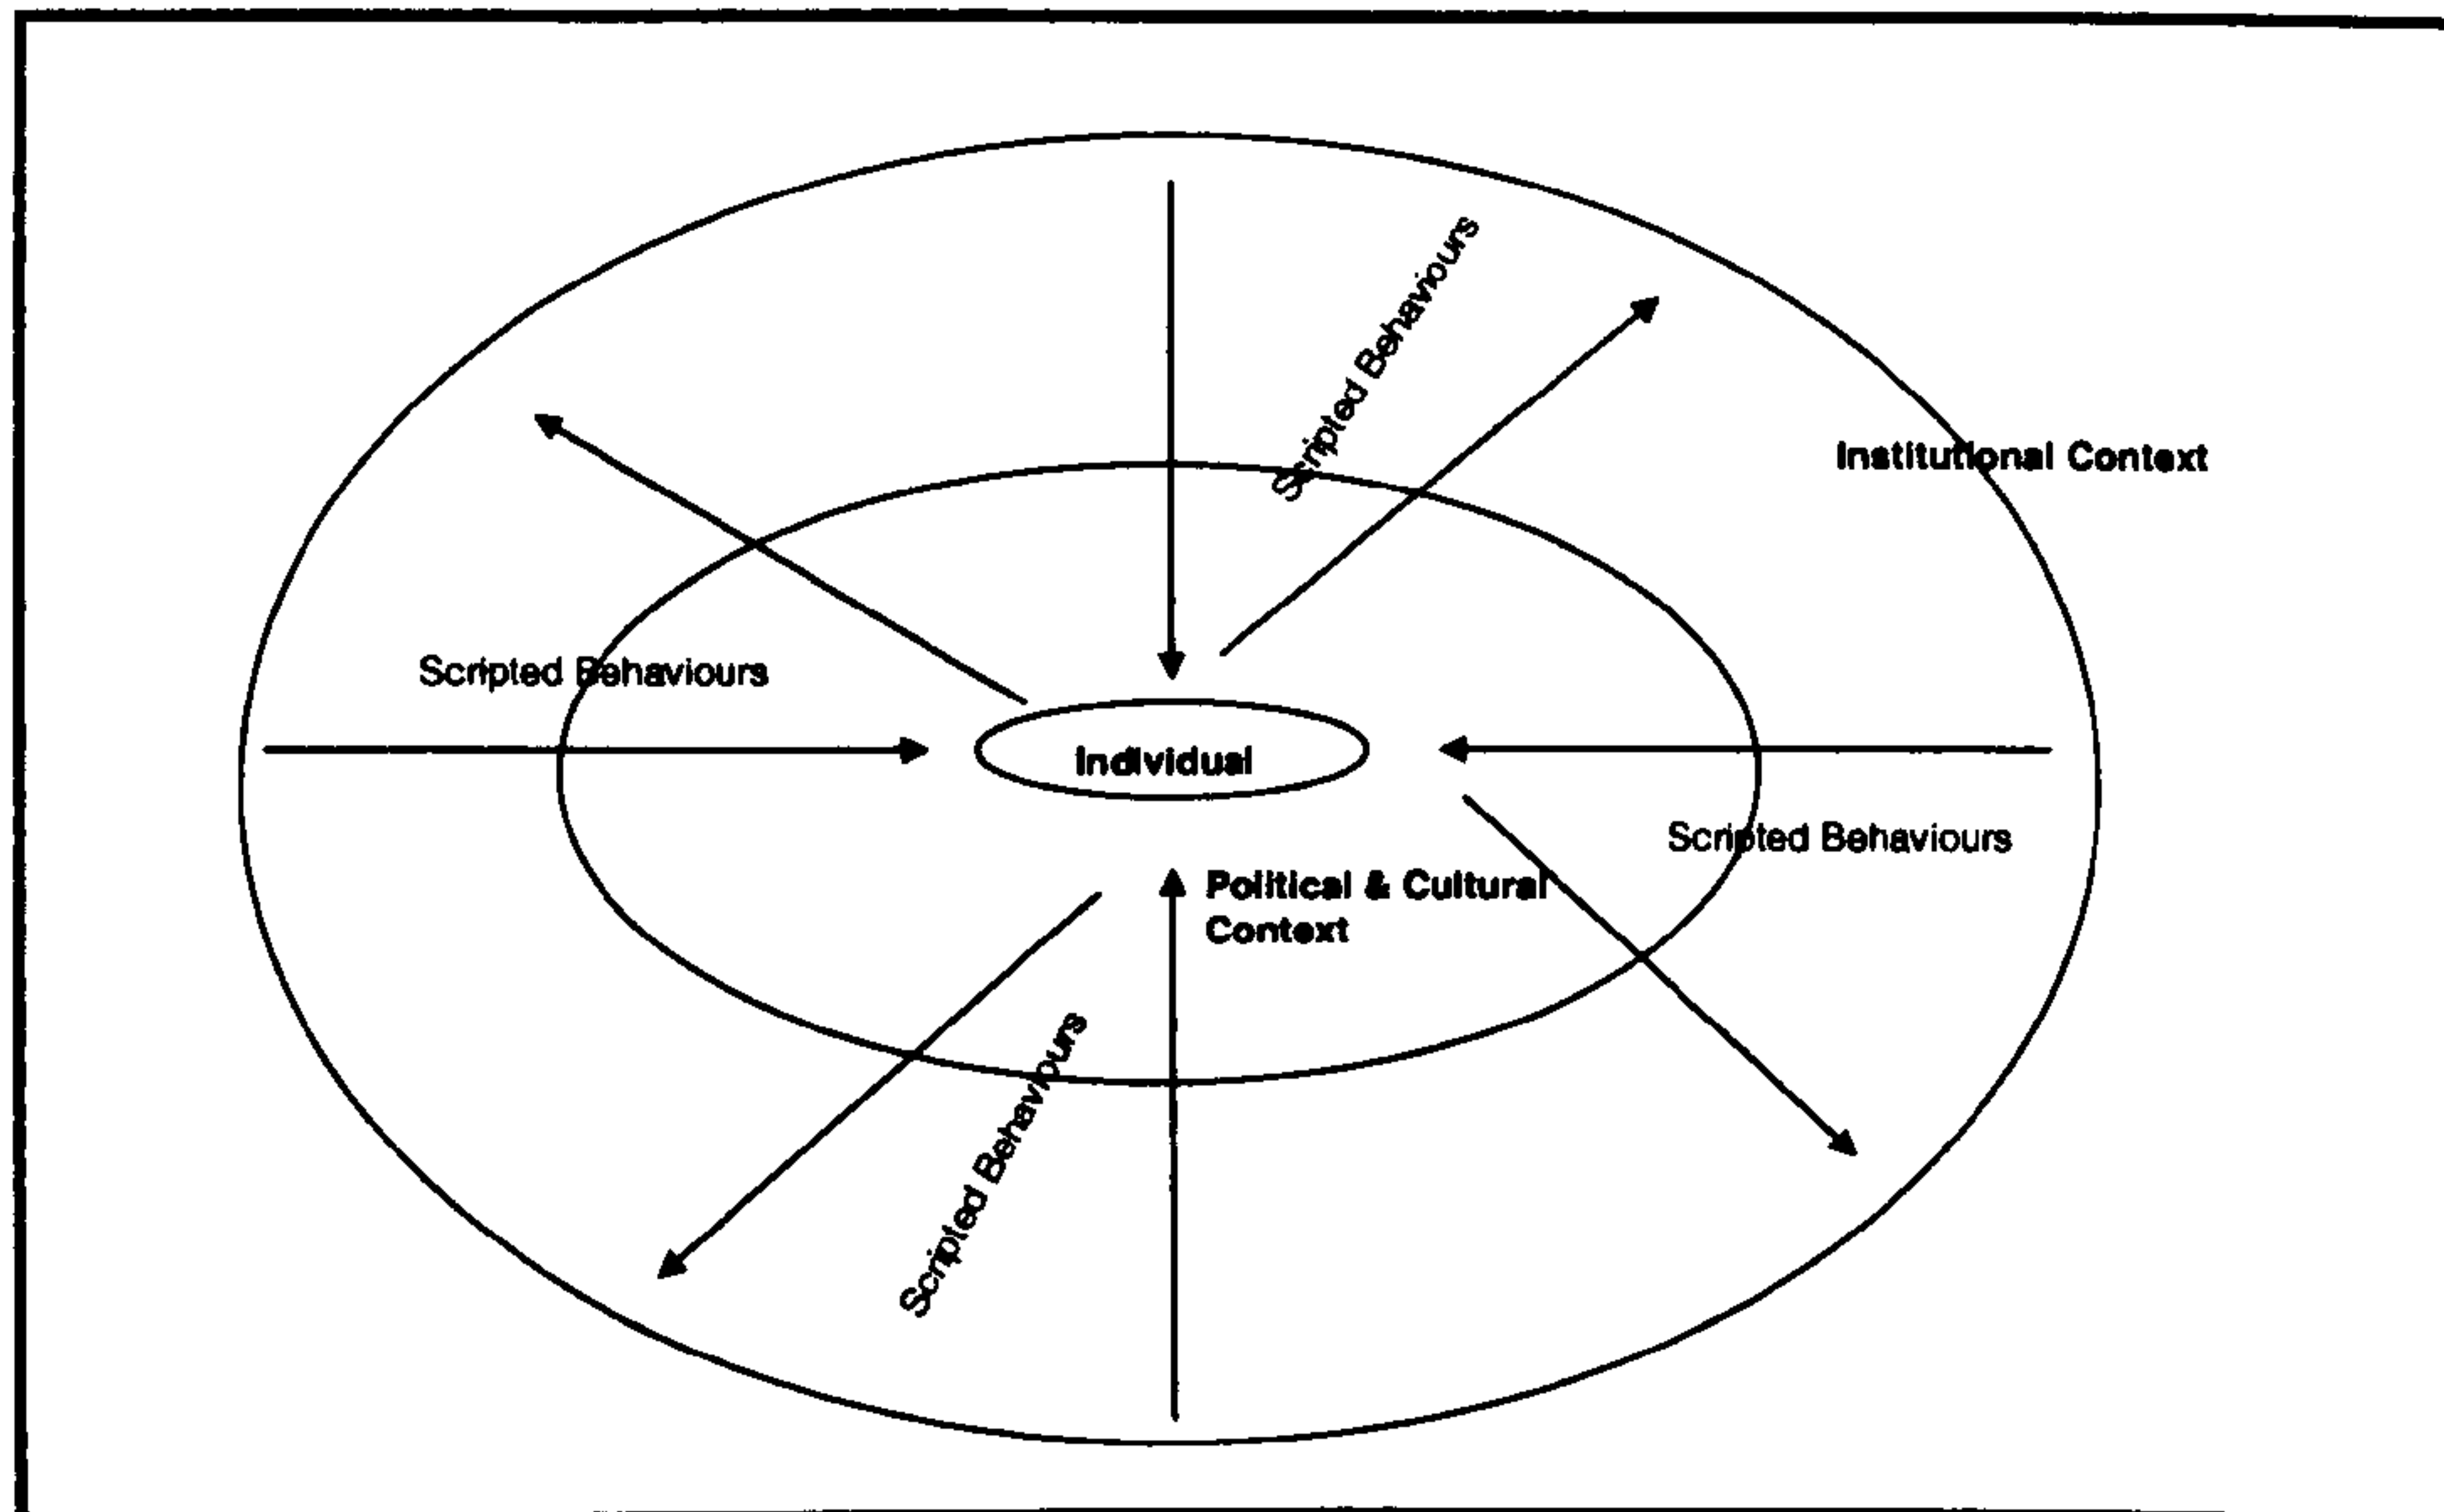 Scripted Behaviours
Institutional Context
Scripted Behaviours
Individual
Scripted Behaviours
Political & Cultural
Context
Scripted Behaviours